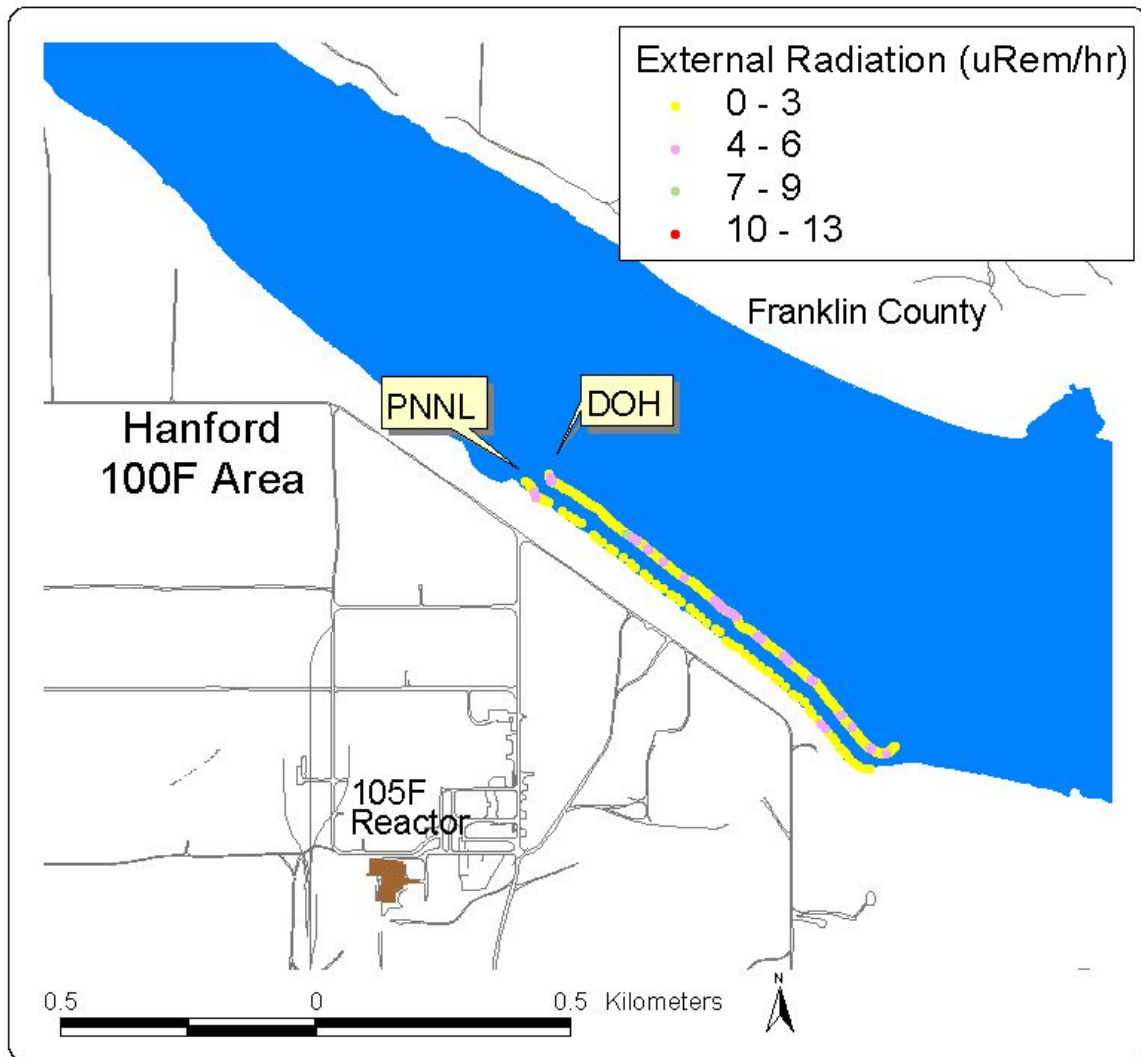 External Radiation (uRem/hr)
0 - 3
4 - 6
7 - 9
10 - 13
Franklin County
PNNL
DOH
Hanford
100F Area
105F
Reactor
0.5 0 0.5 Kilometers
N